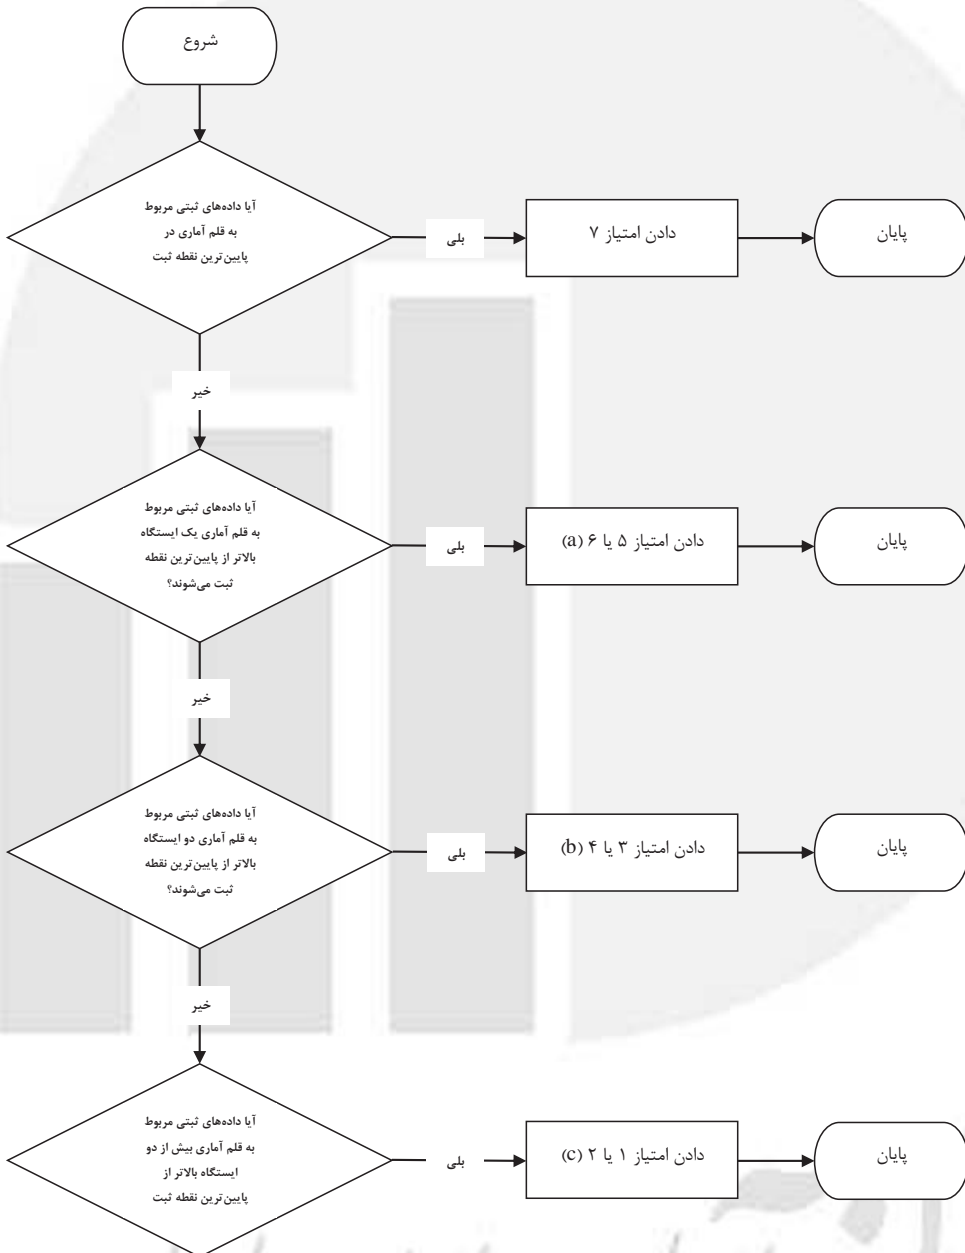 شروع
آیا داده‌های ثبتی مربوط
به قلم آماری در
پایین‌ترین نقطه ثبت
بلی
دادن امتیاز ۷
پایان
خیر
آیا داده‌های ثبتی مربوط
به قلم آماری یک ایستگاه
بالاتر از پایین‌ترین نقطه
ثبت می‌شوند؟
بلی
دادن امتیاز ۵ یا ۶ (a)
پایان
خیر
آیا داده‌های ثبتی مربوط
به قلم آماری دو ایستگاه
بالاتر از پایین‌ترین نقطه
ثبت می‌شوند؟
بلی
دادن امتیاز ۳ یا ۴ (b)
پایان
خیر
آیا داده‌های ثبتی مربوط
به قلم آماری بیش از دو
ایستگاه بالاتر از
پایین‌ترین نقطه ثبت
بلی
دادن امتیاز ۱ یا ۲ (c)
پایان